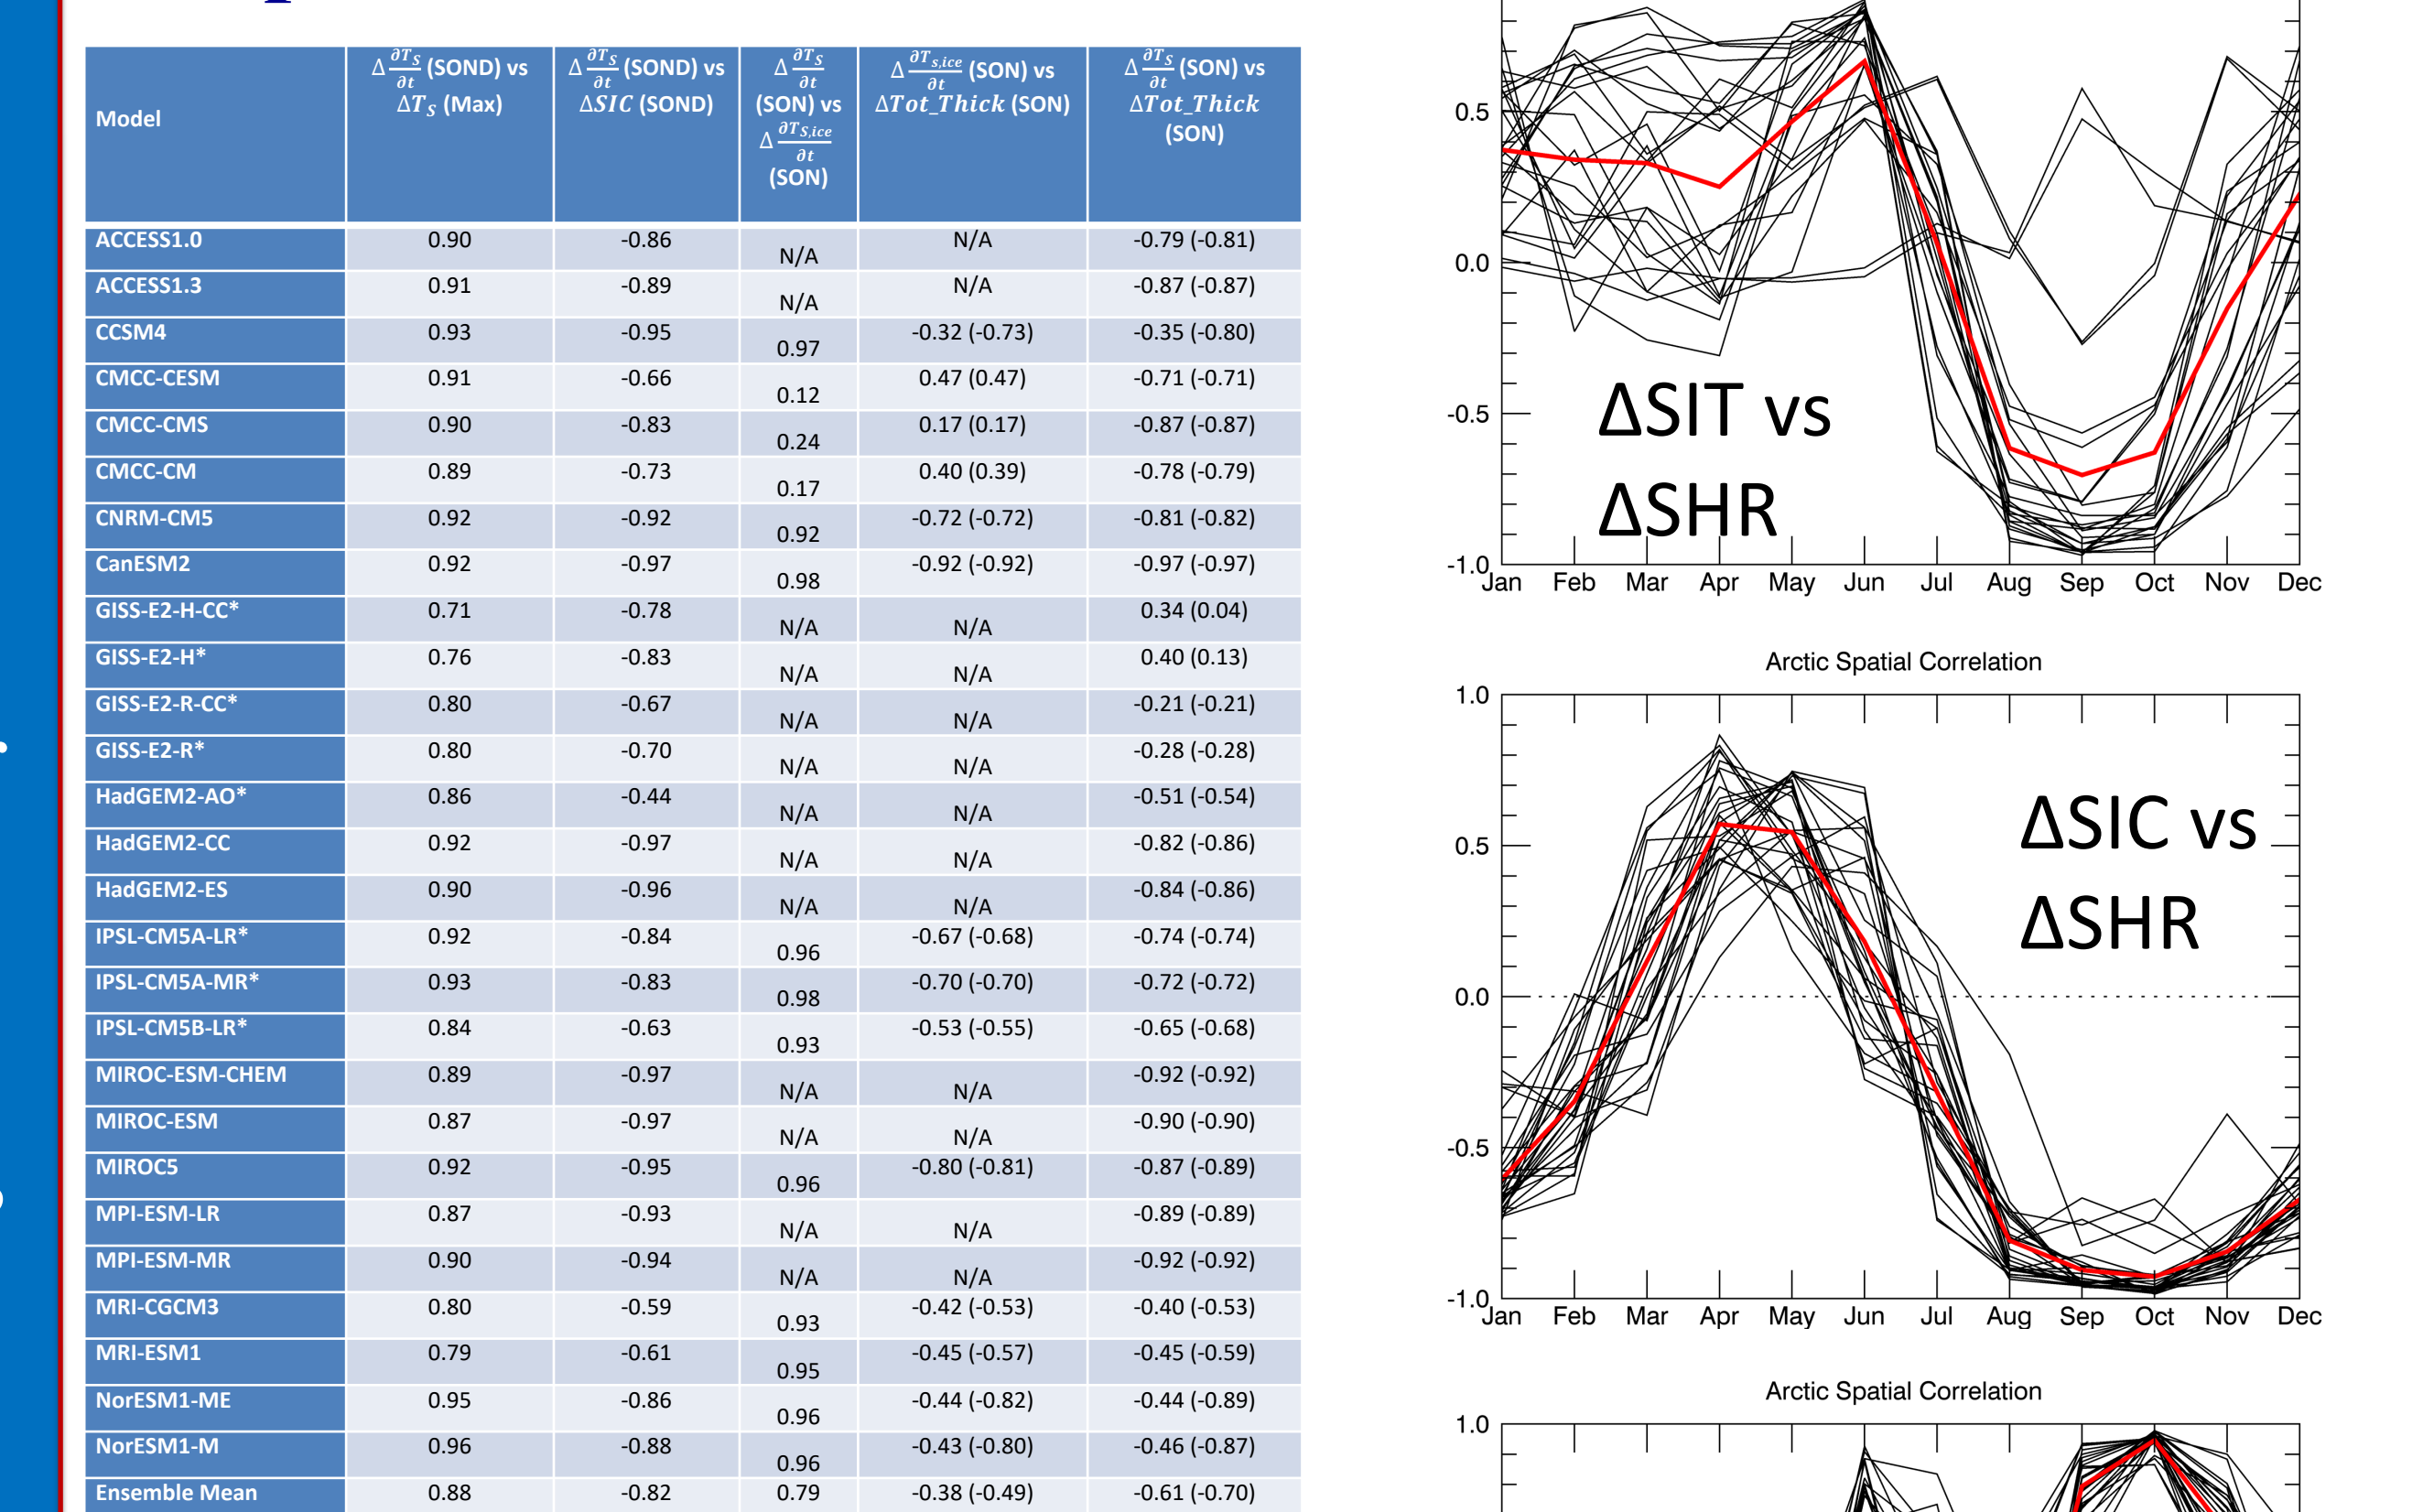 Model
Δ ∂T_S/∂t (SOND) vs
ΔT_S (Max)
Δ ∂T_S/∂t (SOND) vs
ΔSIC (SOND)
Δ ∂T_S/∂t
(SON) vs
Δ ∂T_S,ice/∂t
(SON)
Δ ∂T_s,ice/∂t (SON) vs
ΔTot_Thick (SON)
Δ ∂T_S/∂t (SON) vs
ΔTot_Thick
(SON)
ACCESS1.0 0.90 -0.86 N/A N/A -0.79 (-0.81)
ACCESS1.3 0.91 -0.89 N/A N/A -0.87 (-0.87)
CCSM4 0.93 -0.95 0.97 -0.32 (-0.73) -0.35 (-0.80)
CMCC-CESM 0.91 -0.66 0.12 0.47 (0.47) -0.71 (-0.71)
CMCC-CMS 0.90 -0.83 0.24 0.17 (0.17) -0.87 (-0.87)
CMCC-CM 0.89 -0.73 0.17 0.40 (0.39) -0.78 (-0.79)
CNRM-CM5 0.92 -0.92 0.92 -0.72 (-0.72) -0.81 (-0.82)
CanESM2 0.92 -0.97 0.98 -0.92 (-0.92) -0.97 (-0.97)
GISS-E2-H-CC* 0.71 -0.78 N/A N/A 0.34 (0.04)
GISS-E2-H* 0.76 -0.83 N/A N/A 0.40 (0.13)
GISS-E2-R-CC* 0.80 -0.67 N/A N/A -0.21 (-0.21)
GISS-E2-R* 0.80 -0.70 N/A N/A -0.28 (-0.28)
HadGEM2-AO* 0.86 -0.44 N/A N/A -0.51 (-0.54)
HadGEM2-CC 0.92 -0.97 N/A N/A -0.82 (-0.86)
HadGEM2-ES 0.90 -0.96 N/A N/A -0.84 (-0.86)
IPSL-CM5A-LR* 0.92 -0.84 0.96 -0.67 (-0.68) -0.74 (-0.74)
IPSL-CM5A-MR* 0.93 -0.83 0.98 -0.70 (-0.70) -0.72 (-0.72)
IPSL-CM5B-LR* 0.84 -0.63 0.93 -0.53 (-0.55) -0.65 (-0.68)
MIROC-ESM-CHEM 0.89 -0.97 N/A N/A -0.92 (-0.92)
MIROC-ESM 0.87 -0.97 N/A N/A -0.90 (-0.90)
MIROC5 0.92 -0.95 0.96 -0.80 (-0.81) -0.87 (-0.89)
MPI-ESM-LR 0.87 -0.93 N/A N/A -0.89 (-0.89)
MPI-ESM-MR 0.90 -0.94 N/A N/A -0.92 (-0.92)
MRI-CGCM3 0.80 -0.59 0.93 -0.42 (-0.53) -0.40 (-0.53)
MRI-ESM1 0.79 -0.61 0.95 -0.45 (-0.57) -0.45 (-0.59)
NorESM1-ME 0.95 -0.86 0.96 -0.44 (-0.82) -0.44 (-0.89)
NorESM1-M 0.96 -0.88 0.96 -0.43 (-0.80) -0.46 (-0.87)
Ensemble Mean 0.88 -0.82 0.79 -0.38 (-0.49) -0.61 (-0.70)
0.5
0.0
-0.5
-1.0
ΔSIT vs
ΔSHR
Jan Feb Mar Apr May Jun Jul Aug Sep Oct Nov Dec
Arctic Spatial Correlation
1.0
0.5
0.0
-0.5
-1.0
ΔSIC vs
ΔSHR
Jan Feb Mar Apr May Jun Jul Aug Sep Oct Nov Dec
Arctic Spatial Correlation
1.0